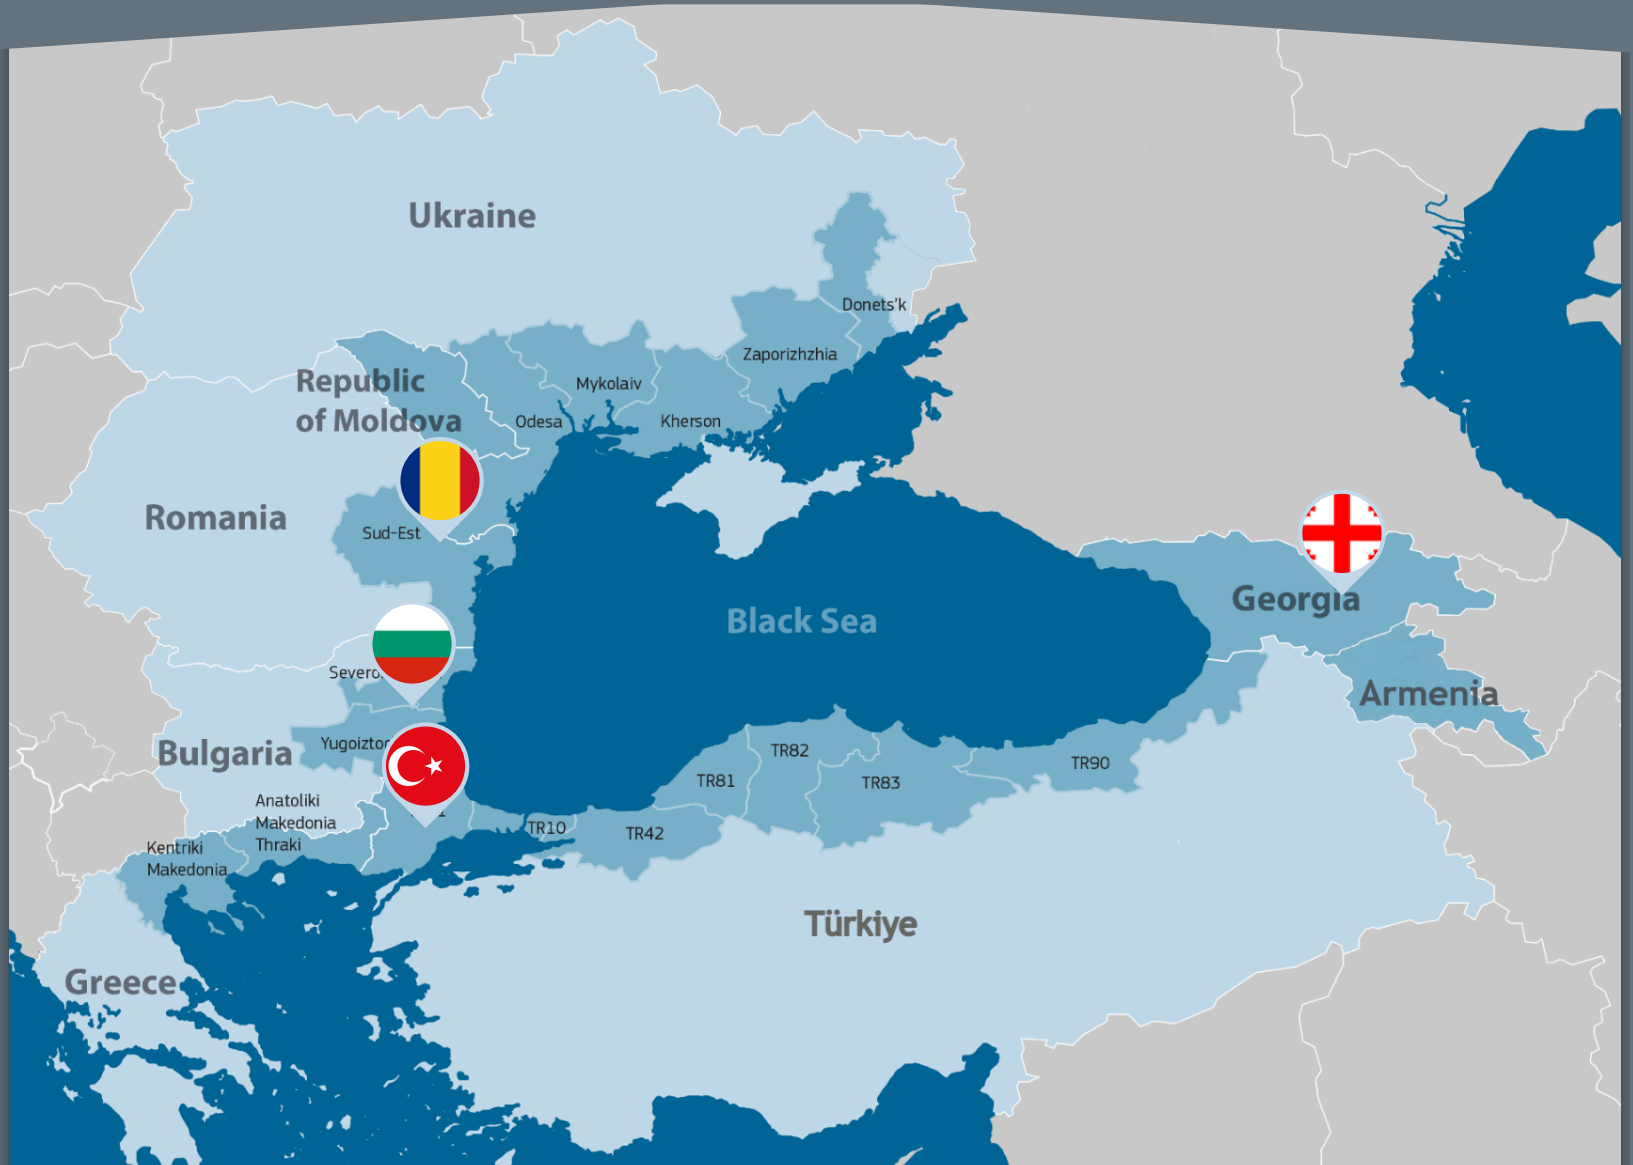 Ukraine
Donets'k
Zaporizhzhia
Republic
of Moldova
Mykolaiv
Odesa
Kherson
Romania
Sud-Est
Georgia
Black Sea
Armenia
Bulgaria
TR82
TR81
TR83
TR90
Anatoliki
Makedonia
Thraki
TR10
TR42
Kentriki
Makedonia
Türkiye
Greece